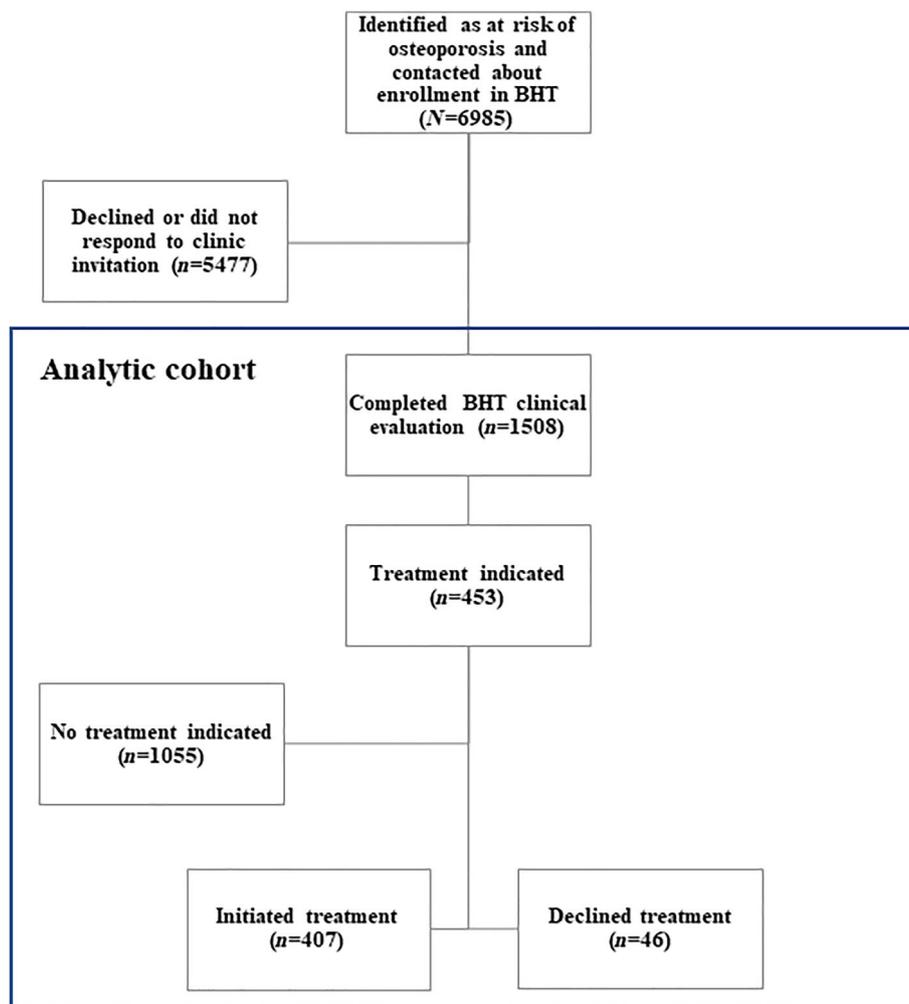 Identified as at risk of
osteoporosis and
contacted about
enrollment in BHT
(N=6985)
Declined or did not
respond to clinic
invitation (n=5477)
Analytic cohort
Completed BHT clinical
evaluation (n=1508)
Treatment indicated
(n=453)
No treatment indicated
(n=1055)
Initiated treatment
(n=407)
Declined treatment
(n=46)